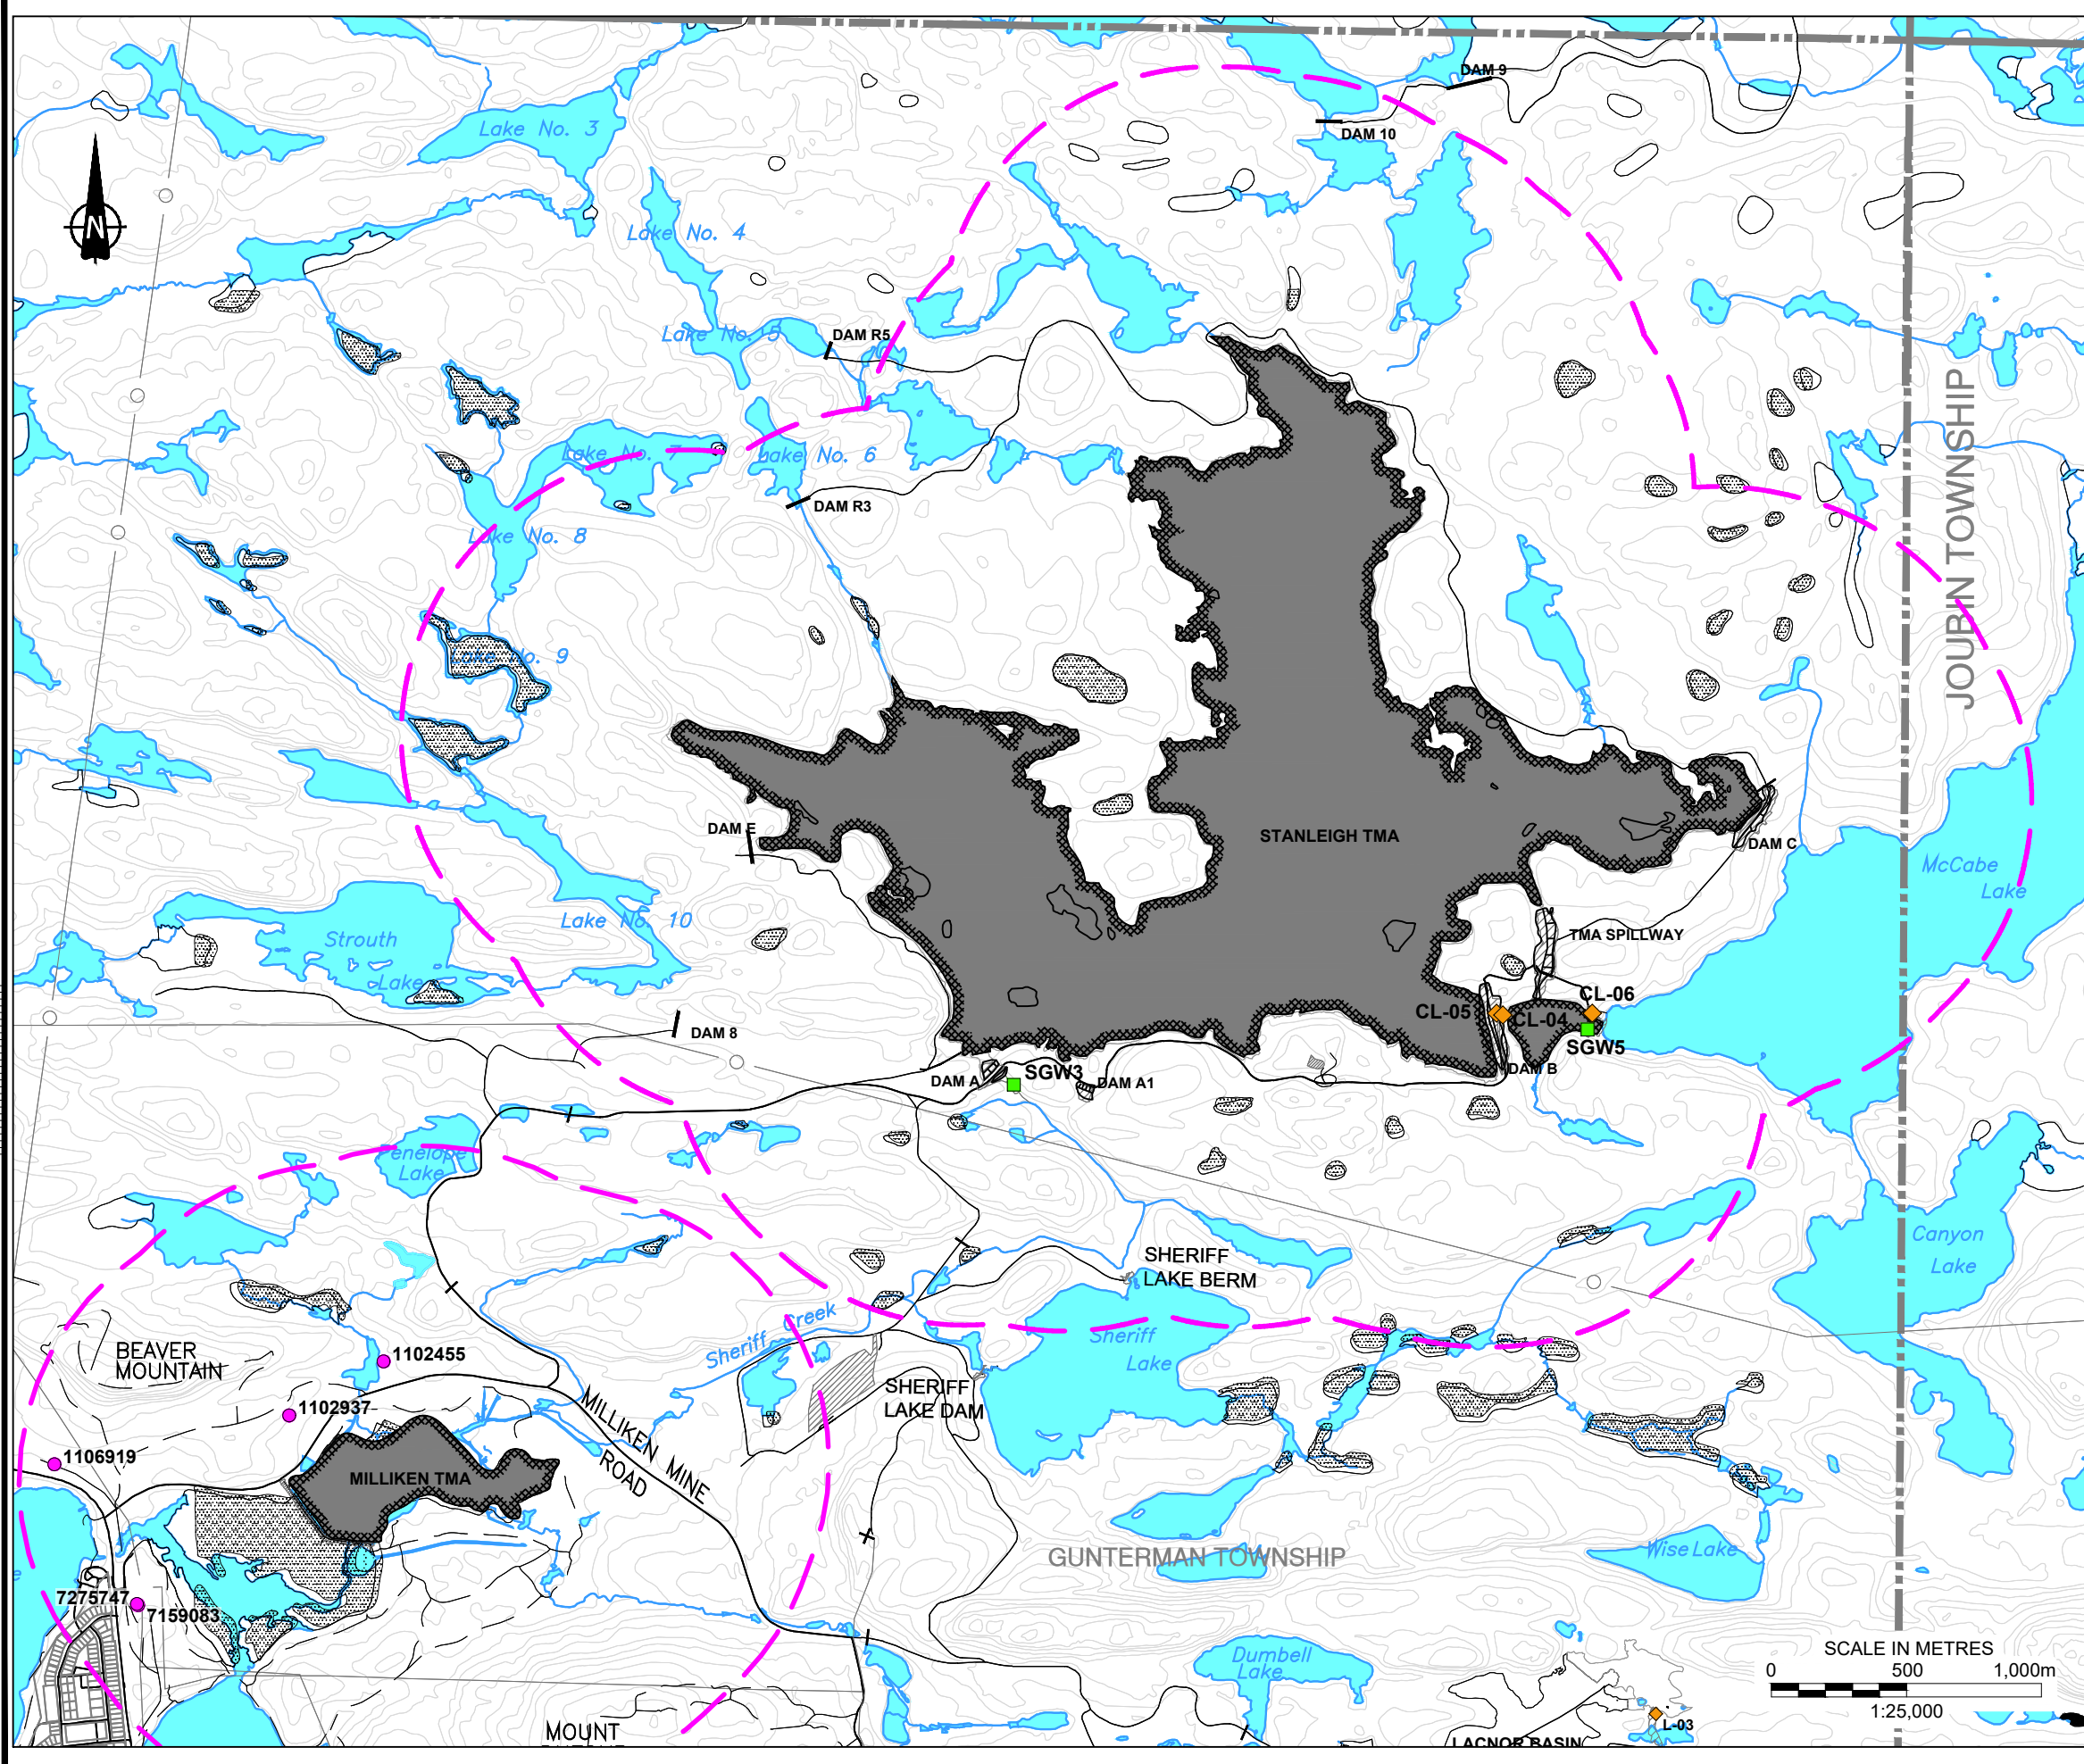 DAM 9
DAM 10
Lake No. 3
N
Lake No. 4
Lake No. 5
DAM R5
JOUBIN TOWNSHIP
Lake No. 7
Lake No. 6
DAM R3
Lake No. 8
Lake No. 9
DAM E
STANLEIGH TMA
DAM C
McCabe
Lake
Lake No. 10
Strouth
Lake
TMA SPILLWAY
CL-06
CL-05
CL-04
SGW5
DAM 8
DAM B
SGW3
DAM A
DAM A1
Penelope
Lake
Canyon
Lake
SHERIFF
LAKE BERM
Sheriff Creek
Sheriff
Lake
BEAVER
MOUNTAIN
1102455
1102937
SHERIFF
LAKE DAM
MILLIKEN MINE
ROAD
1106919
MILLIKEN TMA
GUNTERMAN TOWNSHIP
Wise Lake
7275747
7159083
Dumbell
Lake
SCALE IN METRES
0 500 1,000m
1:25,000
L-03
MOUNT
LACNOR BASIN